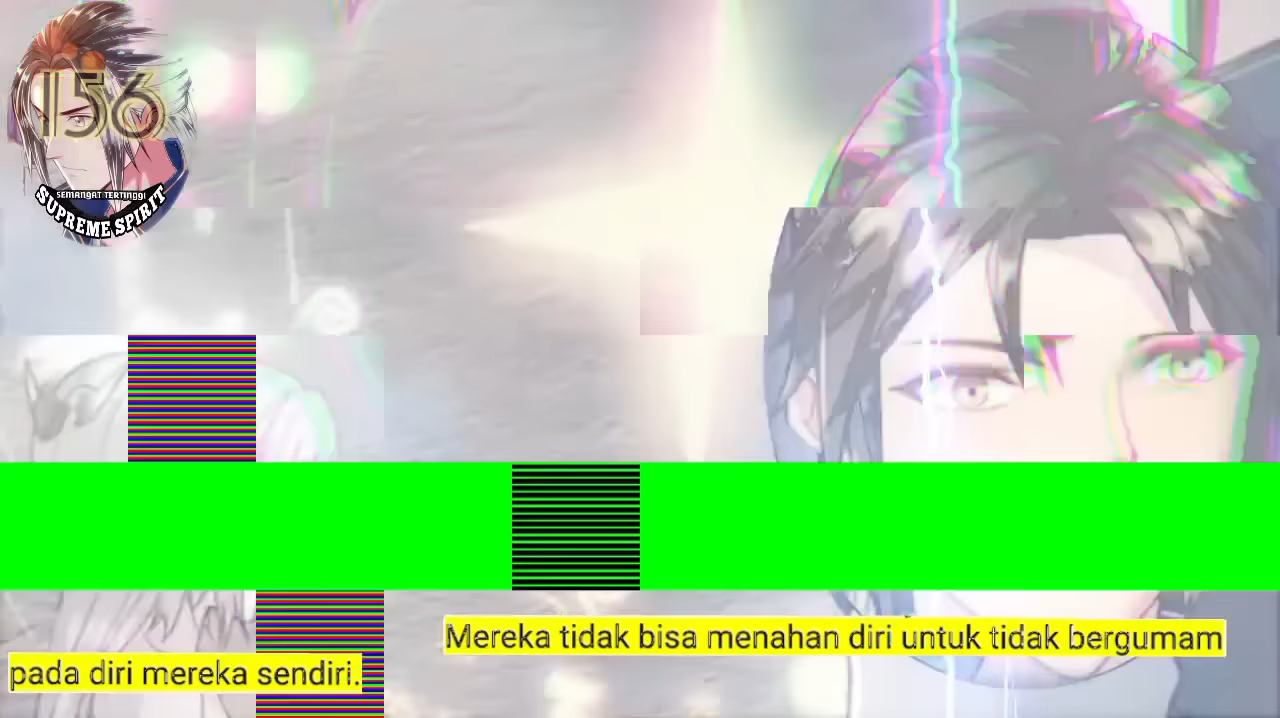 156
SEMANGAT TERTINGGI
SUPREME SPIRIT
Mereka tidak bisa menahan diri untuk tidak bergumam
pada diri mereka sendiri.